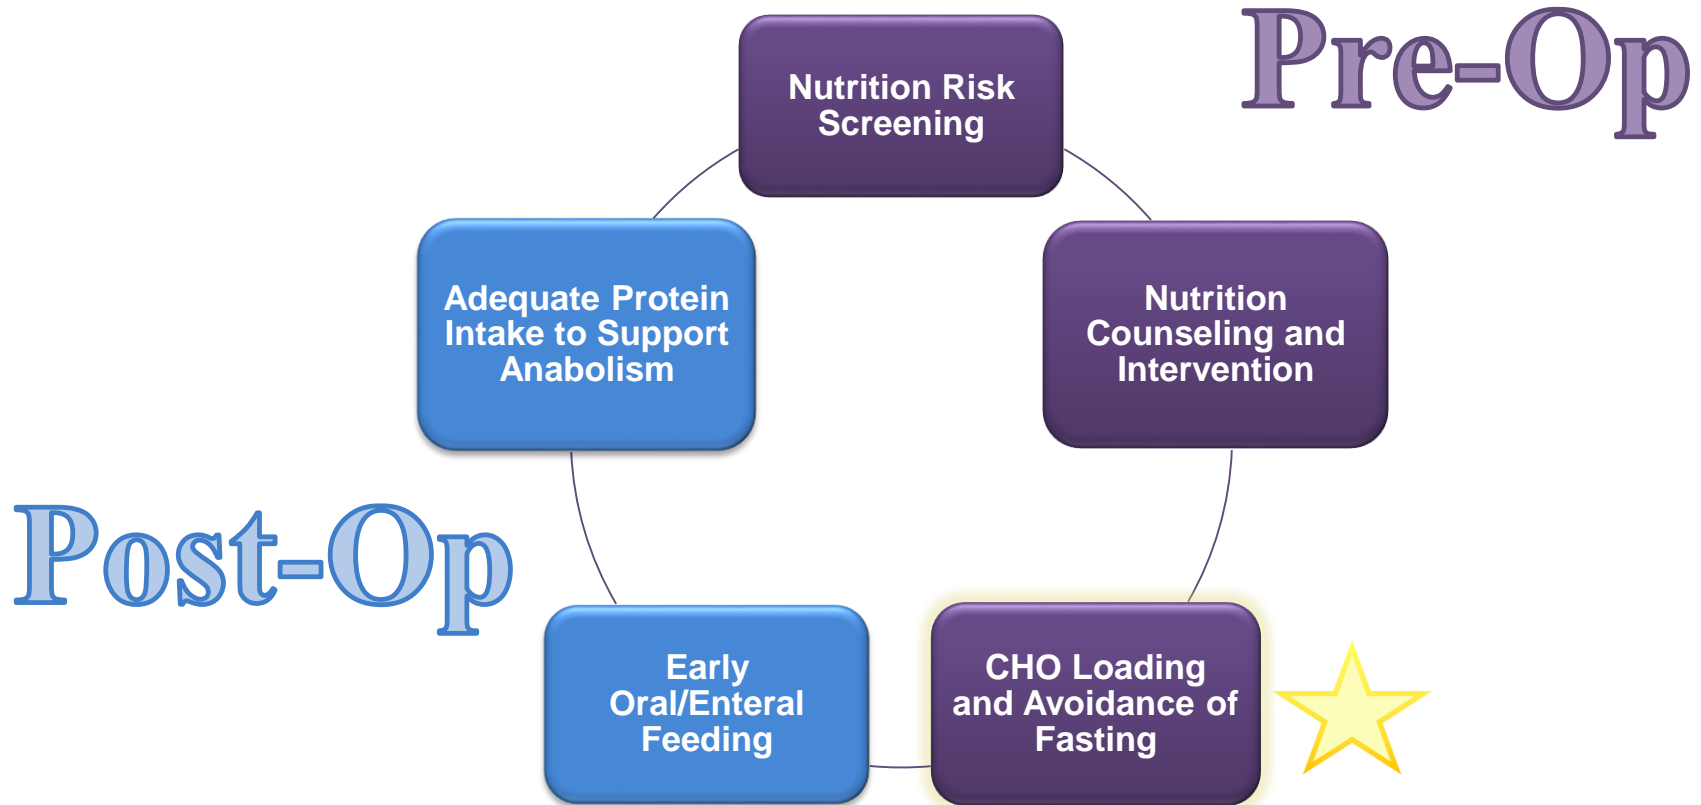 Pre-Op
Nutrition Risk
Screening
Nutrition
Counseling and
Intervention
CHO Loading
and Avoidance of
Fasting
Early
Oral/Enteral
Feeding
Adequate Protein
Intake to Support
Anabolism
Post-Op